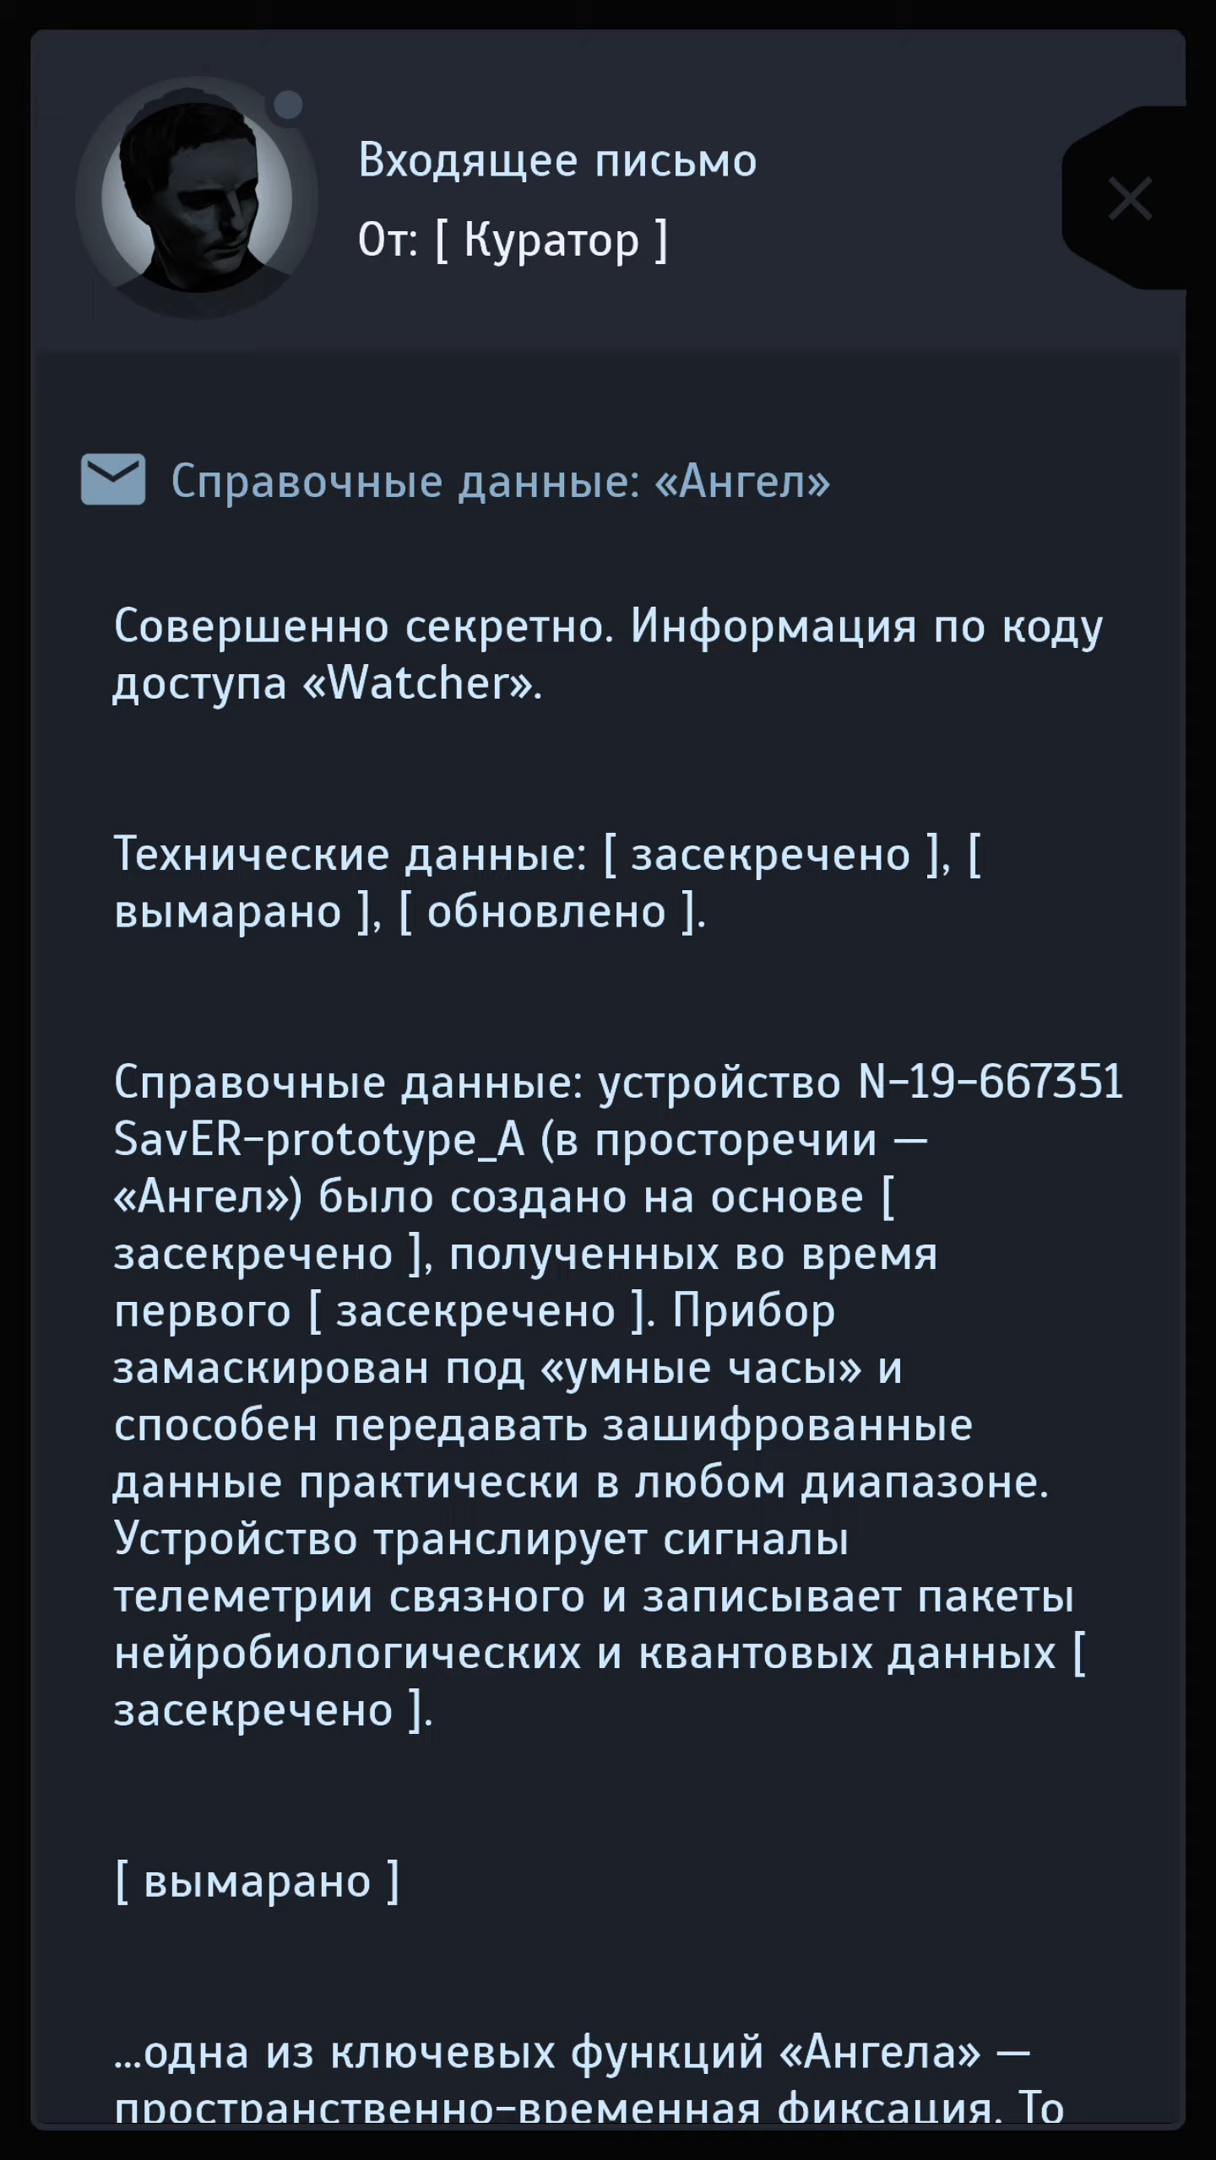 Входящее письмо
От: [ Куратор ]
Справочные данные: «Ангел»
Совершенно секретно. Информация по коду
доступа «Watcher».
Технические данные: [ засекречено ], [
вымарано ], [ обновлено ].
Справочные данные: устройство N-19-667351
SavER-prototype_A (в просторечии —
«Ангел») было создано на основе [
засекречено ], полученных во время
первого [ засекречено ]. Прибор
замаскирован под «умные часы» и
способен передавать зашифрованные
данные практически в любом диапазоне.
Устройство транслирует сигналы
телеметрии связного и записывает пакеты
нейробиологических и квантовых данных [
засекречено ].
[ вымарано ]
...одна из ключевых функций «Ангела» —
пространственно-временная фиксация. То